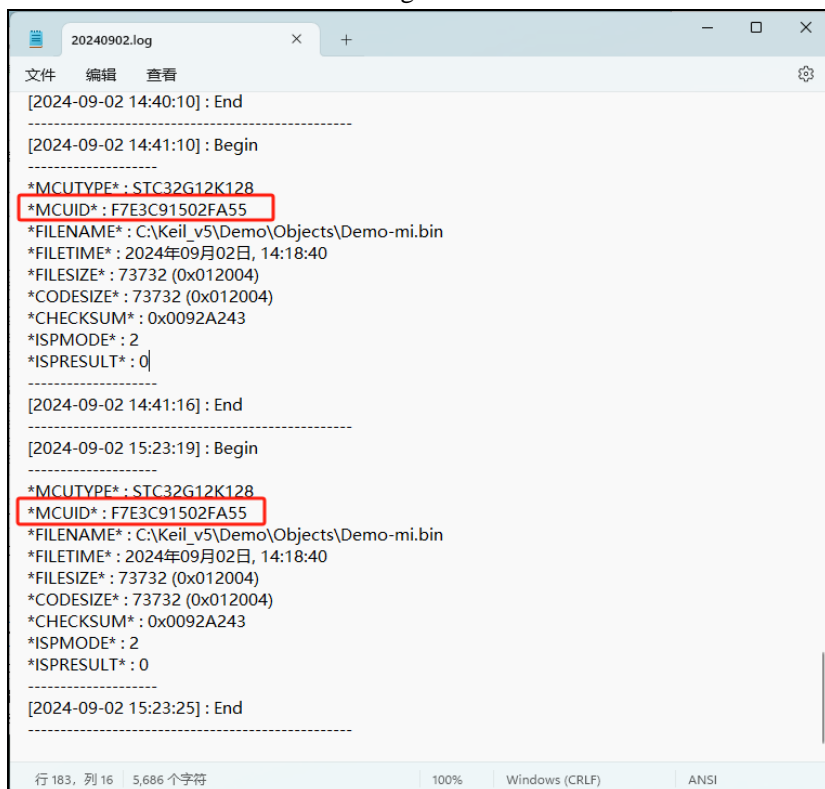 20240902.log
文件 编辑 查看
[2024-09-02 14:40:10] : End
--------------------------------------------------
[2024-09-02 14:41:10] : Begin
--------------------
*MCUTYPE* : STC32G12K128
*MCUID* : F7E3C91502FA55
*FILENAME* : C:\Keil_v5\Demo\Objects\Demo-mi.bin
*FILETIME* : 2024年09月02日, 14:18:40
*FILESIZE* : 73732 (0x012004)
*CODESIZE* : 73732 (0x012004)
*CHECKSUM* : 0x0092A243
*ISPMODE* : 2
*ISPRESULT* : 0
--------------------
[2024-09-02 14:41:16] : End
--------------------------------------------------
[2024-09-02 15:23:19] : Begin
--------------------
*MCUTYPE* : STC32G12K128
*MCUID* : F7E3C91502FA55
*FILENAME* : C:\Keil_v5\Demo\Objects\Demo-mi.bin
*FILETIME* : 2024年09月02日, 14:18:40
*FILESIZE* : 73732 (0x012004)
*CODESIZE* : 73732 (0x012004)
*CHECKSUM* : 0x0092A243
*ISPMODE* : 2
*ISPRESULT* : 0
--------------------
[2024-09-02 15:23:25] : End
--------------------------------------------------
行 183, 列 16 5,686 个字符 100% Windows (CRLF) ANSI